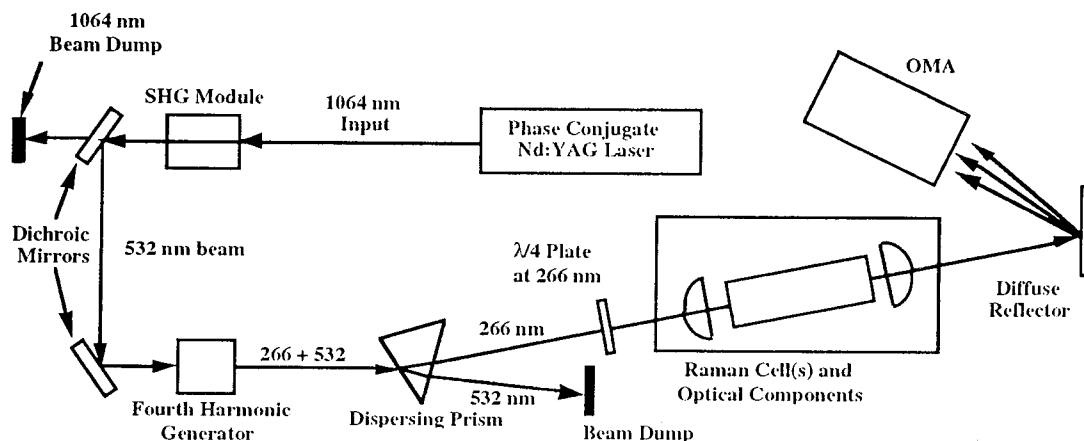 1064 nm
Beam Dump
SHG Module
1064 nm
Input
Phase Conjugate
Nd:YAG Laser
OMA
Dichroic
Mirrors
532 nm beam
λ/4 Plate
at 266 nm
Diffuse
Reflector
266 nm
266 + 532
532 nm
Raman Cell(s) and
Optical Components
Fourth Harmonic
Generator
Dispersing Prism
Beam Dump